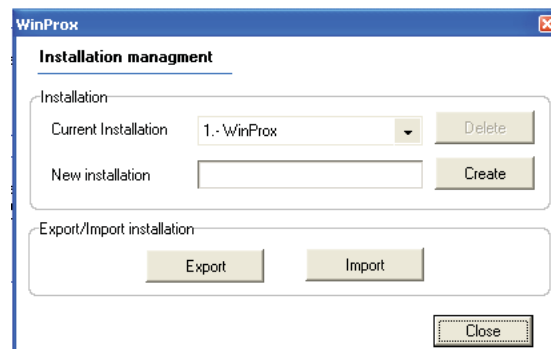 WinProx
Installation managment
Installation
Current Installation 1.- WinProx Delete
New installation Create
Export/Import installation
Export Import
Close